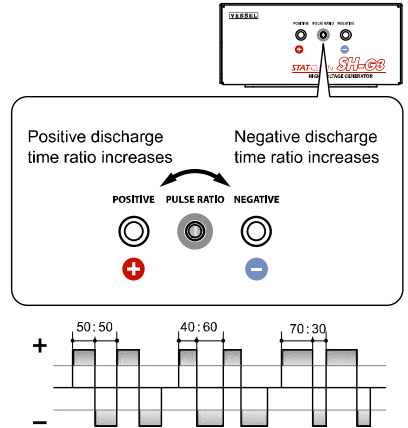 VESSEL
POSITIVE PULSE RATIO NEGATIVE
STAT-CLEAN SH-G3
HIGH VOLTAGE GENERATOR
Positive discharge
time ratio increases
Negative discharge
time ratio increases
POSITIVE PULSE RATIO NEGATIVE
+ −
50:50 40:60 70:30
+
−